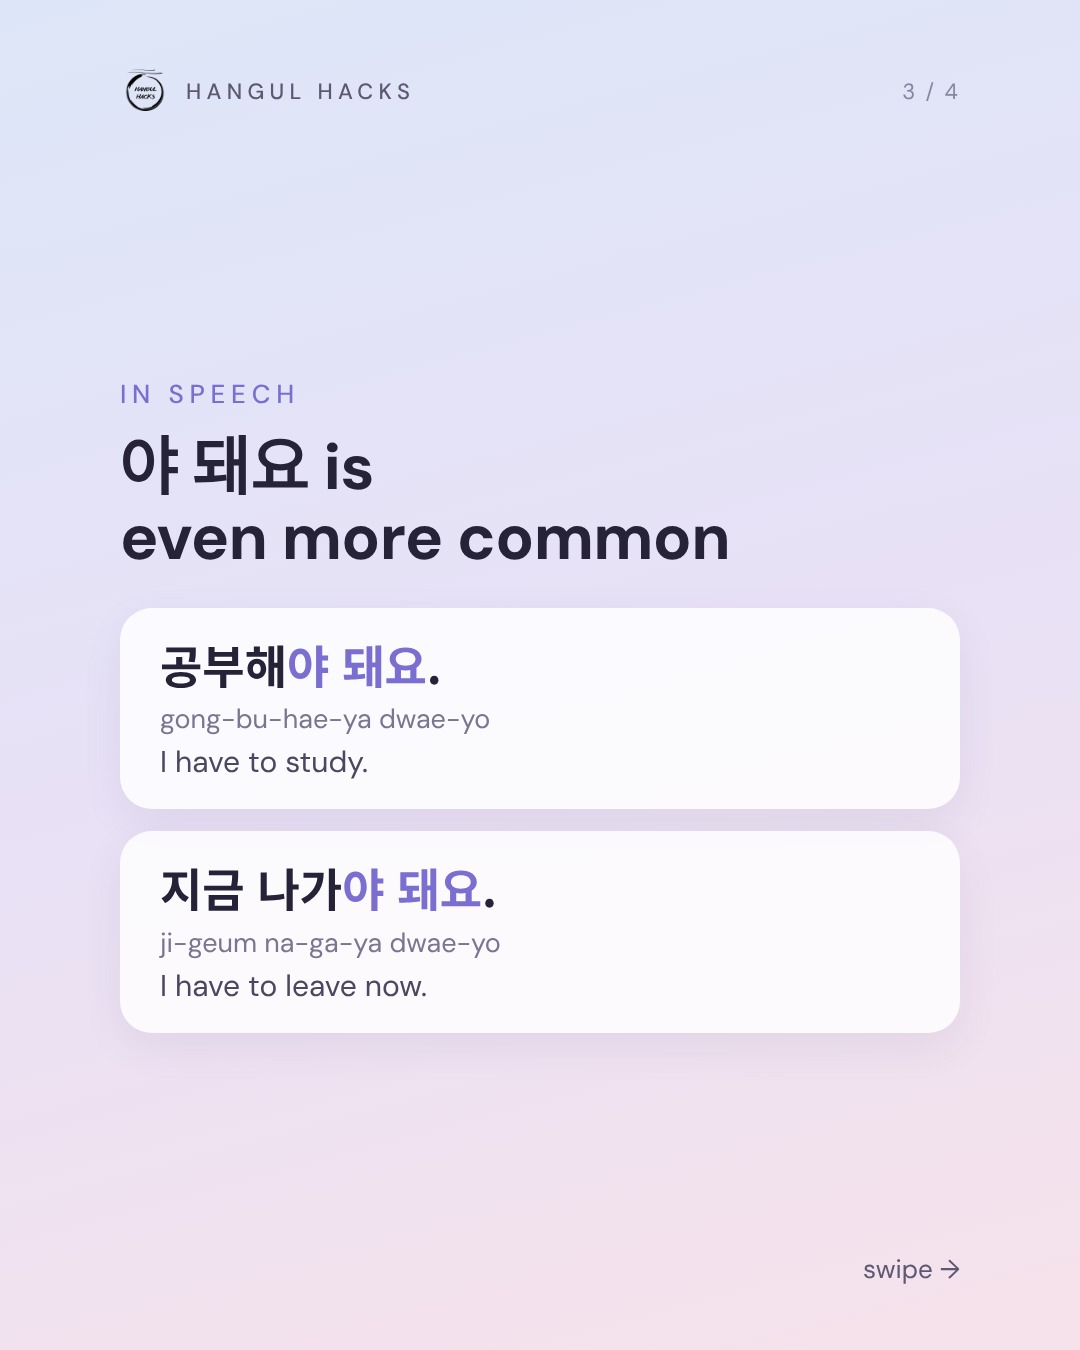 HANGUL HACKS
HANGUL HACKS
3 / 4
IN SPEECH
야 돼요 is
even more common
공부해야 돼요.
gong-bu-hae-ya dwae-yo
I have to study.
지금 나가야 돼요.
ji-geum na-ga-ya dwae-yo
I have to leave now.
swipe →